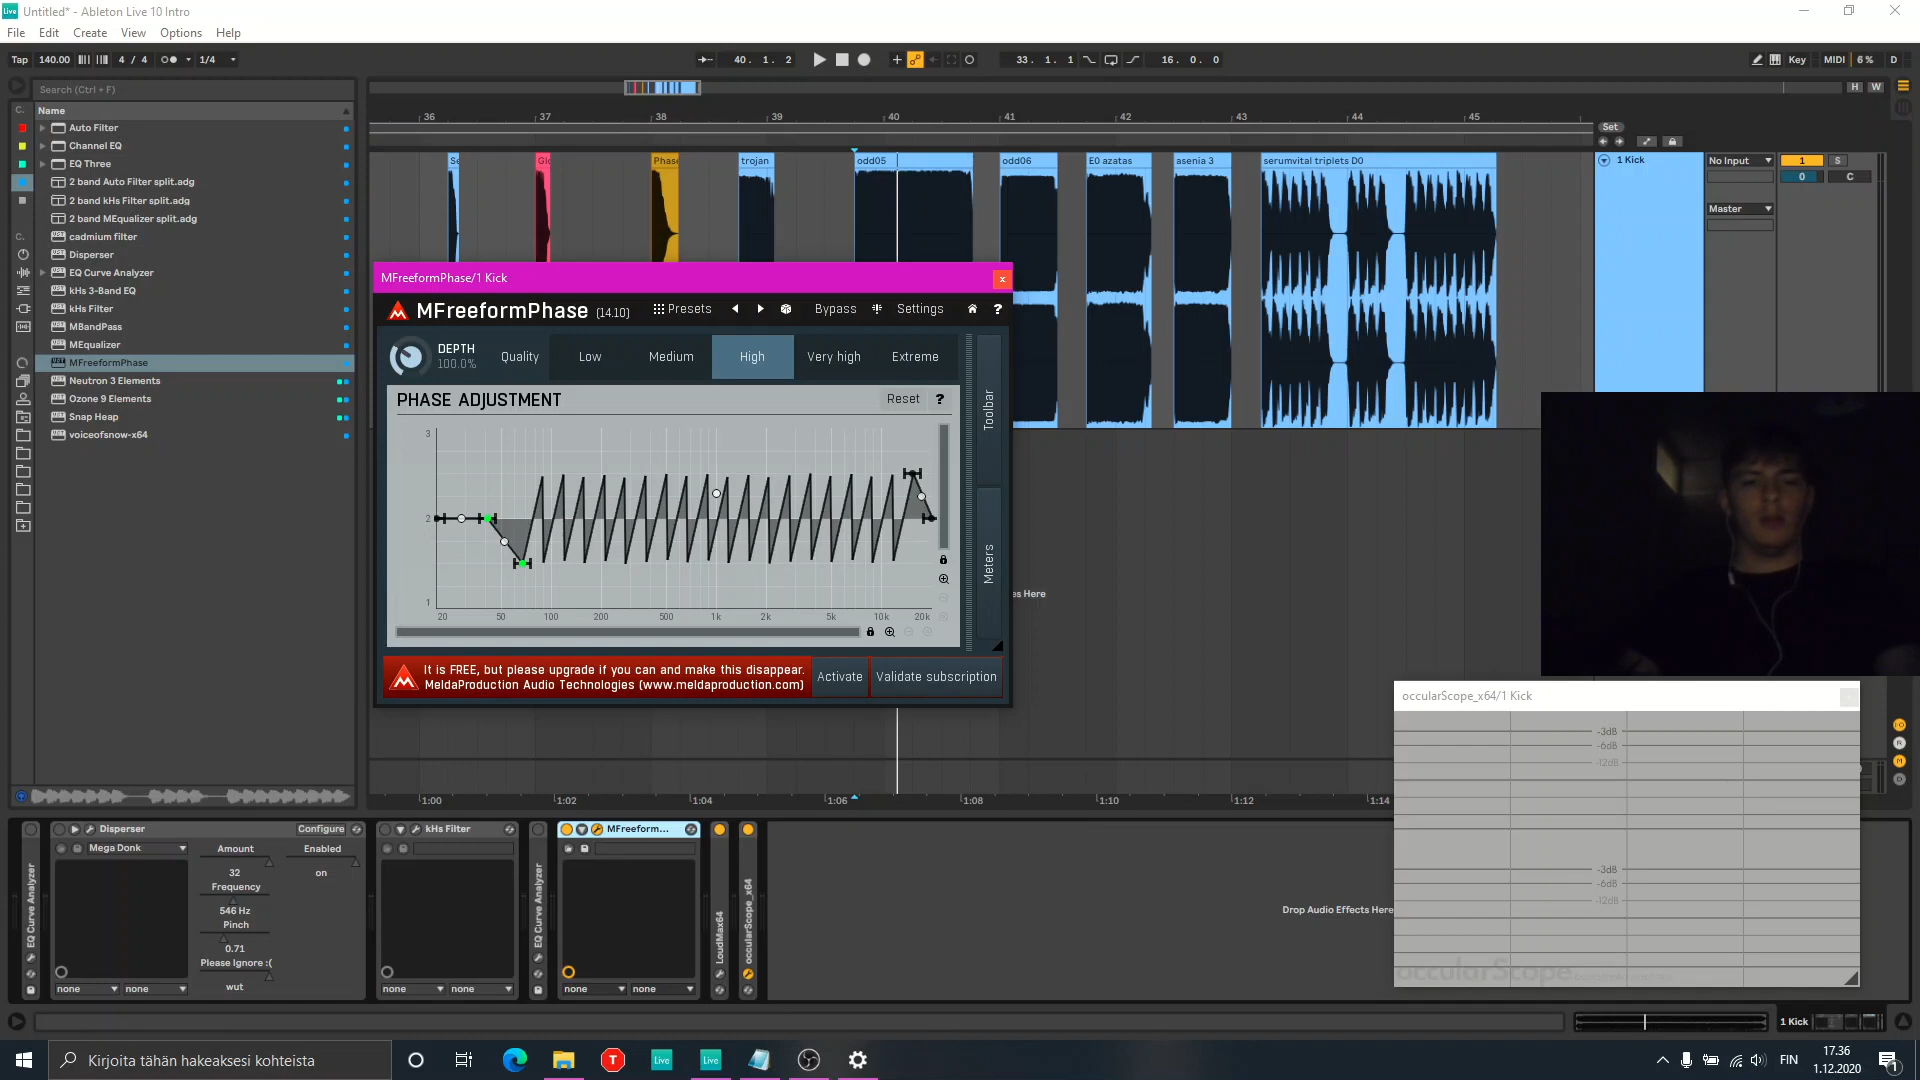 Live Untitled* - Ableton Live 10 Intro
File Edit Create View Options Help
Tap 140.00 4 / 4 1/4 40. 1. 2 33. 1. 1 16. 0. 0 Key MIDI 6 % D
Search (Ctrl + F)
H W
C. Name
36 37 38 39 40 41 42 43 44 45
Set
Auto Filter
Channel EQ
EQ Three
2 band Auto Filter split.adg
2 band kHs Filter split.adg
2 band MEqualizer split.adg
C. cadmium filter
Disperser
EQ Curve Analyzer
kHs 3-Band EQ
kHs Filter
MBandPass
MEqualizer
MFreeformPhase
Neutron 3 Elements
Ozone 9 Elements
Snap Heap
voiceofsnow-x64
Se Glo Phase trojan odd05 odd06 E0 azatas asenia 3 serumvital triplets D0
1 Kick No Input 1 S
0 C
Master
MFreeformPhase/1 Kick x
MFreeformPhase (14.10) Presets Bypass Settings ?
DEPTH
100.0%
Quality Low Medium High Very high Extreme
PHASE ADJUSTMENT Reset ?
Toolbar
Meters
3
2
1
20 50 100 200 500 1k 2k 5k 10k 20k
It is FREE, but please upgrade if you can and make this disappear.
MeldaProduction Audio Technologies (www.meldaproduction.com)
Activate Validate subscription
es Here
occularScope_x64/1 Kick
-3dB
-6dB
-12dB
-3dB
-6dB
-12dB
occularScope
1:00 1:02 1:04 1:06 1:08 1:10 1:12 1:14
EQ Curve Analyzer
Disperser Configure
Mega Donk Amount Enabled
32 on
Frequency
546 Hz
Pinch
0.71
Please Ignore :(
wut
none none
kHs Filter
none none
EQ Curve Analyzer
MFreeform...
none none
LoudMax64
occularScope_x64
Drop Audio Effects Here
1 Kick
Kirjoita tähän hakeaksesi kohteista
T Live Live
FIN
17.36
1.12.2020
1